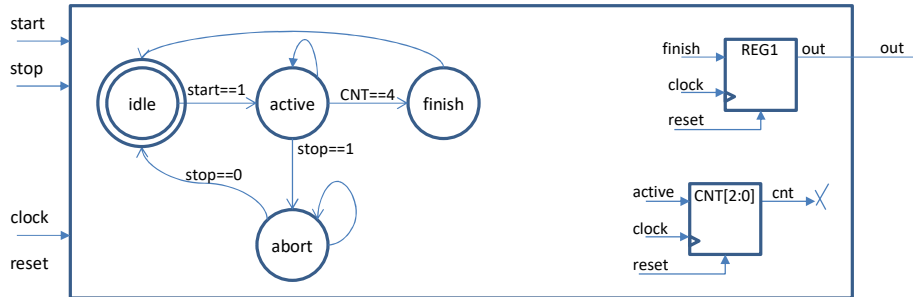 start
stop
clock
reset
idle
start==1
active
CNT==4
finish
stop==1
stop==0
abort
finish
REG1
out
out
clock
reset
active
CNT[2:0]
cnt
clock
reset